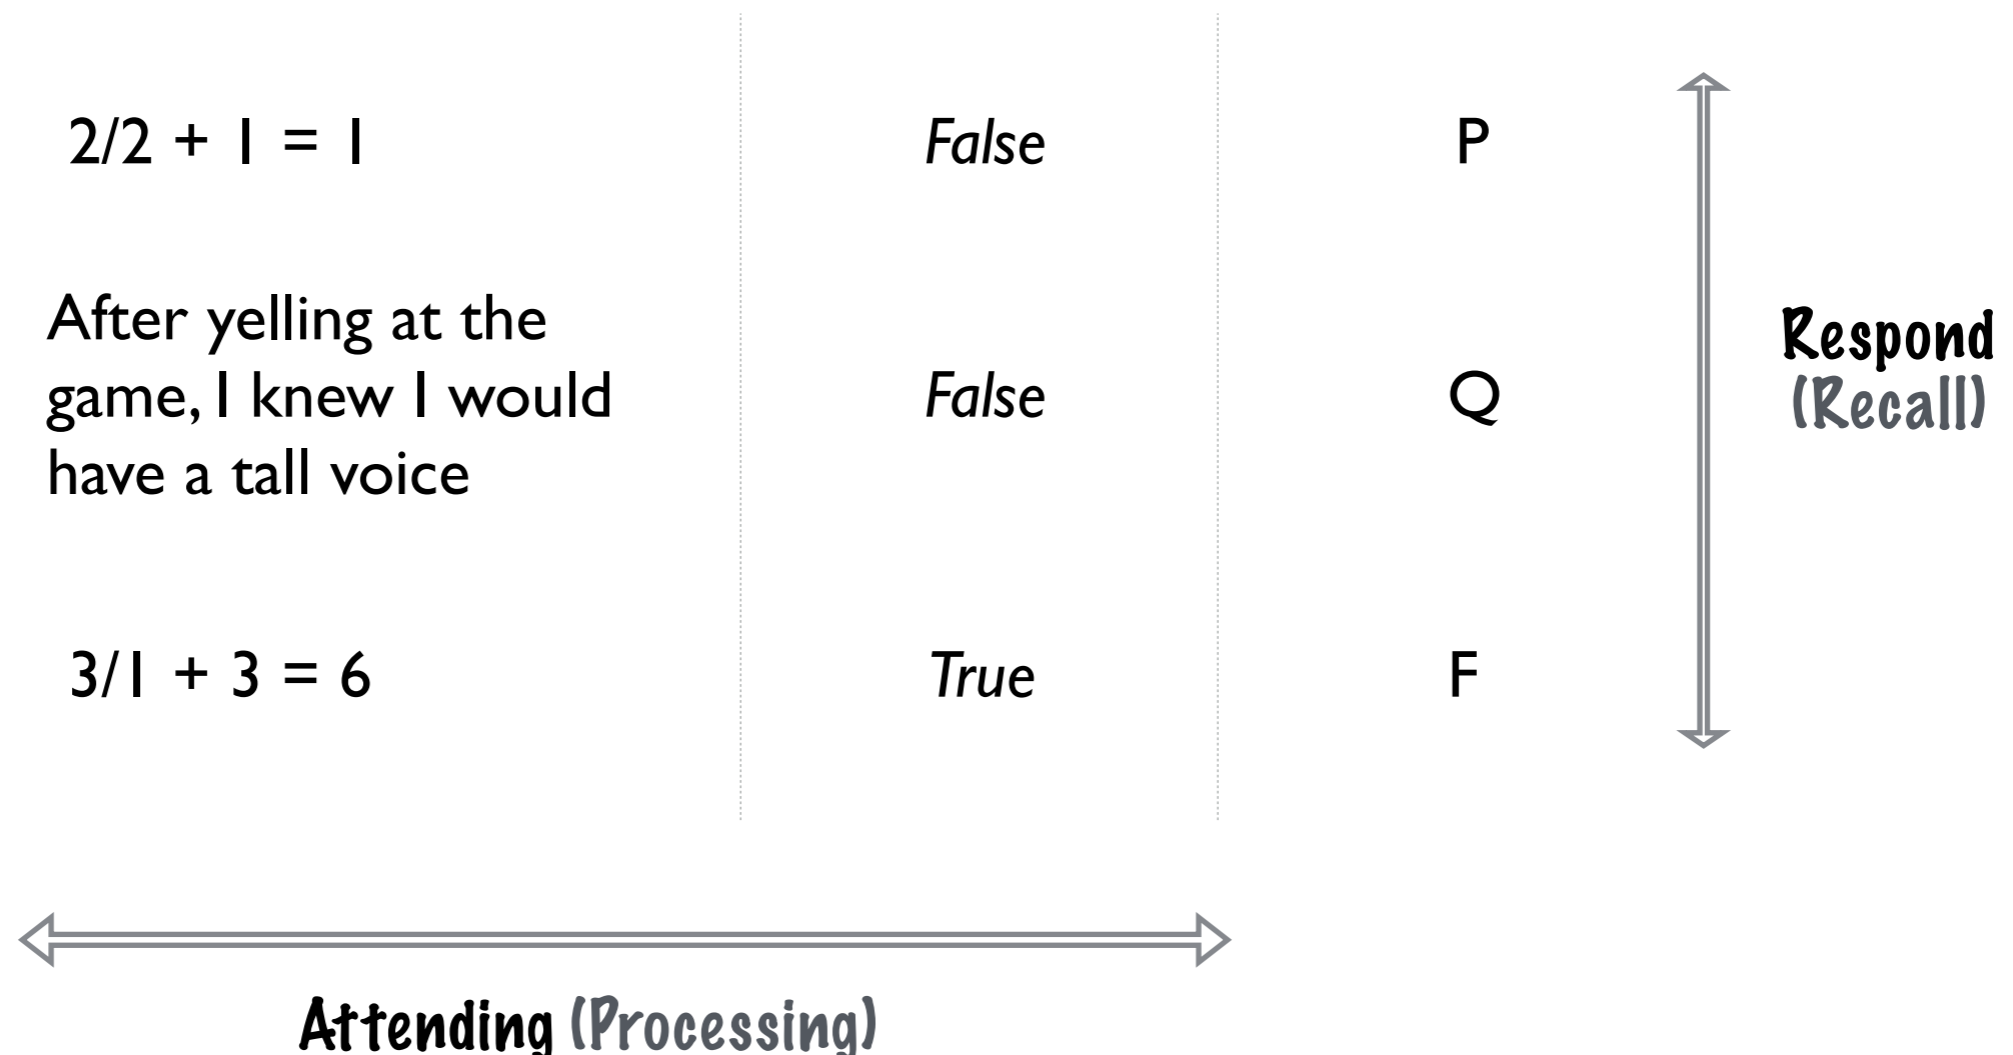 2/2 + 1 = 1
False
P
After yelling at the
game, I knew I would
have a tall voice
False
Q
Respond
(Recall)
3/1 + 3 = 6
True
F
Attending (Processing)